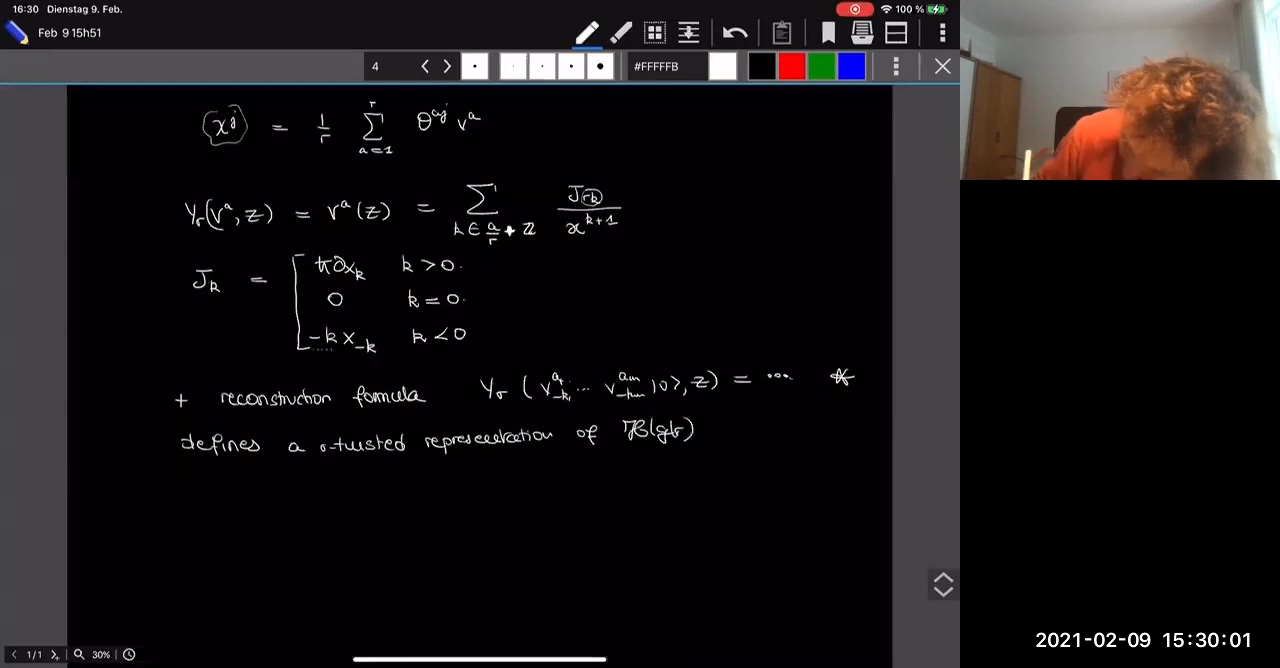 16:30 Dienstag 9. Feb.
100 %
Feb 9 15h51
4
#FFFFFB
χ^j = 1/r Σ_{a=1}^{r} θ^{aj} v^a
Y_σ(v^a, z) = v^a(z) = Σ_{k ∈ a/r + ℤ} J_{rk} / x^{k+1}
J_k = [ ħ∂x_k k > 0.
0 k = 0.
-k x_{-k} k < 0
+ reconstruction formula Y_σ (v^{a_1}_{-k_1} ... v^{a_m}_{-k_m} |0>, z) = ... *
defines a σ-twisted representation of
1/1
30%
2021-02-09 15:30:01